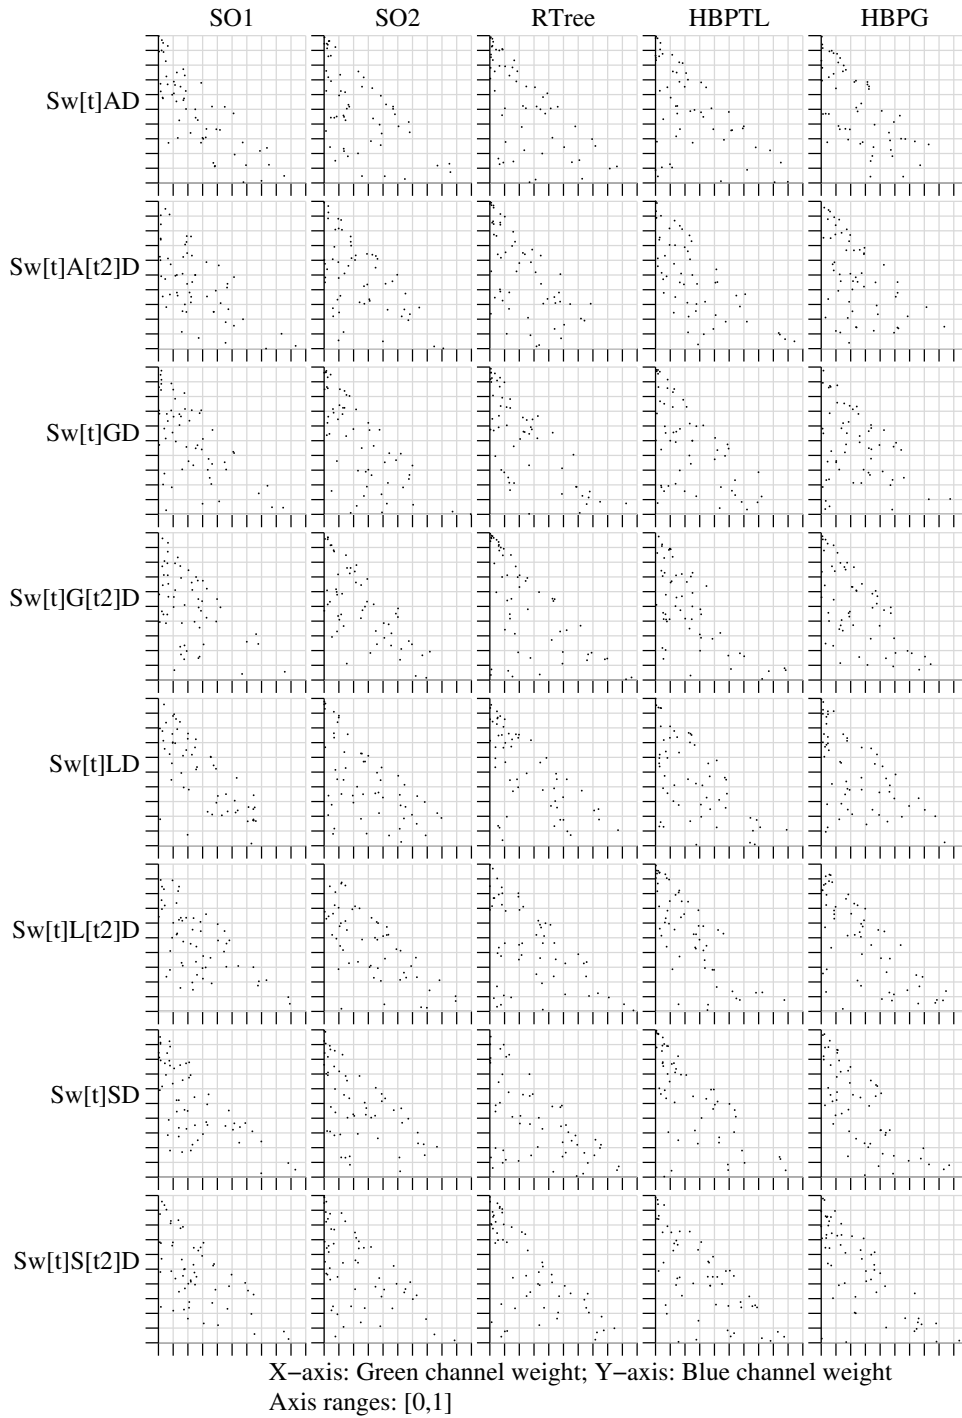 SO1 SO2 RTree HBPTL HBPG
Sw[t]AD
Sw[t]A[t2]D
Sw[t]GD
Sw[t]G[t2]D
Sw[t]LD
Sw[t]L[t2]D
Sw[t]SD
Sw[t]S[t2]D
X−axis: Green channel weight; Y−axis: Blue channel weight
Axis ranges: [0,1]